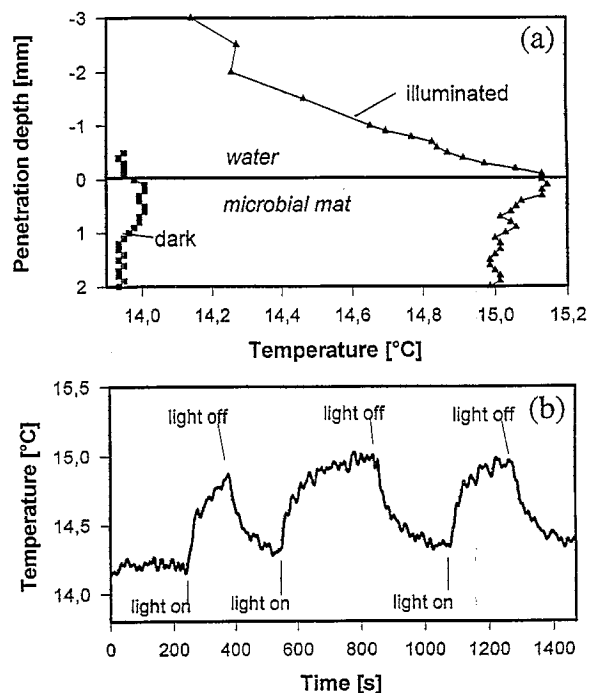 (a)
-3
-2
-1
0
1
2
Penetration depth [mm]
illuminated
water
microbial mat
dark
14,0 14,2 14,4 14,6 14,8 15,0 15,2
Temperature [°C]
(b)
15,5
15,0
14,5
14,0
Temperature [°C]
light off light off light off
light on light on light on
0 200 400 600 800 1000 1200 1400
Time [s]